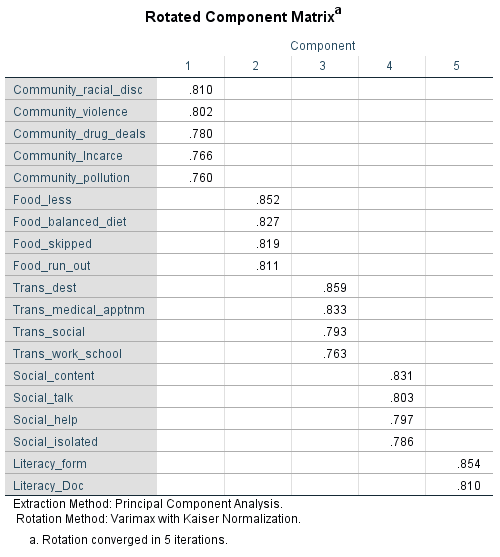 Rotated Component Matrixa
Component
1 2 3 4 5
Community_racial_disc .810
Community_violence .802
Community_drug_deals .780
Community_Incarce .766
Community_pollution .760
Food_less .852
Food_balanced_diet .827
Food_skipped .819
Food_run_out .811
Trans_dest .859
Trans_medical_apptnm .833
Trans_social .793
Trans_work_school .763
Social_content .831
Social_talk .803
Social_help .797
Social_isolated .786
Literacy_form .854
Literacy_Doc .810
Extraction Method: Principal Component Analysis.
Rotation Method: Varimax with Kaiser Normalization.
a. Rotation converged in 5 iterations.